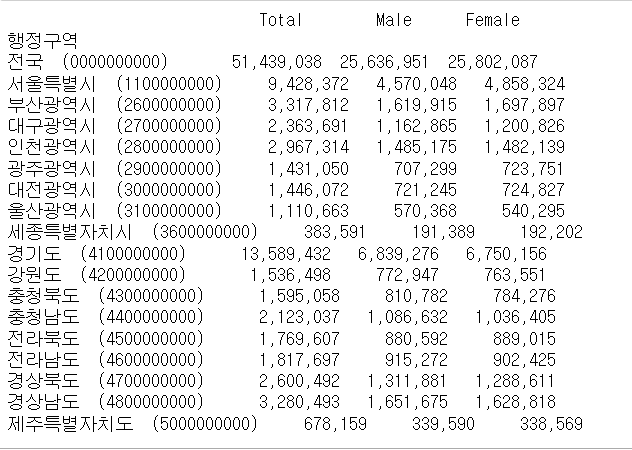 Total Male Female
행정구역
전국 (0000000000) 51,439,038 25,636,951 25,802,087
서울특별시 (1100000000) 9,428,372 4,570,048 4,858,324
부산광역시 (2600000000) 3,317,812 1,619,915 1,697,897
대구광역시 (2700000000) 2,363,691 1,162,865 1,200,826
인천광역시 (2800000000) 2,967,314 1,485,175 1,482,139
광주광역시 (2900000000) 1,431,050 707,299 723,751
대전광역시 (3000000000) 1,446,072 721,245 724,827
울산광역시 (3100000000) 1,110,663 570,368 540,295
세종특별자치시 (3600000000) 383,591 191,389 192,202
경기도 (4100000000) 13,589,432 6,839,276 6,750,156
강원도 (4200000000) 1,536,498 772,947 763,551
충청북도 (4300000000) 1,595,058 810,782 784,276
충청남도 (4400000000) 2,123,037 1,086,632 1,036,405
전라북도 (4500000000) 1,769,607 880,592 889,015
전라남도 (4600000000) 1,817,697 915,272 902,425
경상북도 (4700000000) 2,600,492 1,311,881 1,288,611
경상남도 (4800000000) 3,280,493 1,651,675 1,628,818
제주특별자치도 (5000000000) 678,159 339,590 338,569